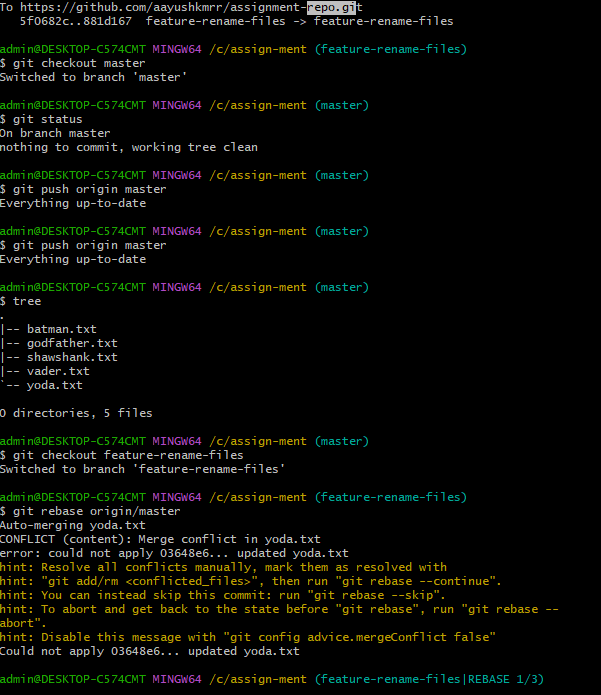 To https://github.com/aayushkmrr/assignment-repo.git
5f0682c..881d167  feature-rename-files -> feature-rename-files
admin@DESKTOP-C574CMT MINGW64 /c/assign-ment (feature-rename-files)
$ git checkout master
Switched to branch 'master'
admin@DESKTOP-C574CMT MINGW64 /c/assign-ment (master)
$ git status
On branch master
nothing to commit, working tree clean
admin@DESKTOP-C574CMT MINGW64 /c/assign-ment (master)
$ git push origin master
Everything up-to-date
admin@DESKTOP-C574CMT MINGW64 /c/assign-ment (master)
$ git push origin master
Everything up-to-date
admin@DESKTOP-C574CMT MINGW64 /c/assign-ment (master)
$ tree
.
|-- batman.txt
|-- godfather.txt
|-- shawshank.txt
|-- vader.txt
`-- yoda.txt
0 directories, 5 files
admin@DESKTOP-C574CMT MINGW64 /c/assign-ment (master)
$ git checkout feature-rename-files
Switched to branch 'feature-rename-files'
admin@DESKTOP-C574CMT MINGW64 /c/assign-ment (feature-rename-files)
$ git rebase origin/master
Auto-merging yoda.txt
CONFLICT (content): Merge conflict in yoda.txt
error: could not apply 03648e6... updated yoda.txt
hint: Resolve all conflicts manually, mark them as resolved with
hint: "git add/rm <conflicted_files>", then run "git rebase --continue".
hint: You can instead skip this commit: run "git rebase --skip".
hint: To abort and get back to the state before "git rebase", run "git rebase --
abort".
hint: Disable this message with "git config advice.mergeConflict false"
Could not apply 03648e6... updated yoda.txt
admin@DESKTOP-C574CMT MINGW64 /c/assign-ment (feature-rename-files|REBASE 1/3)